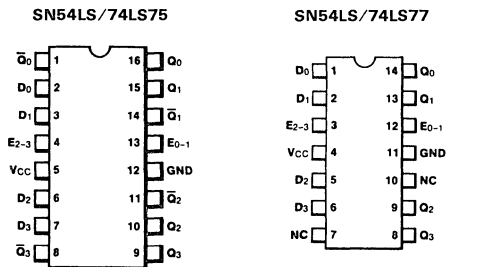 SN54LS/74LS75
Q̅0 1 16 Q0
D0 2 15 Q1
D1 3 14 Q̅1
E2-3 4 13 E0-1
VCC 5 12 GND
D2 6 11 Q̅2
D3 7 10 Q2
Q̅3 8 9 Q3
SN54LS/74LS77
D0 1 14 Q0
D1 2 13 Q1
E2-3 3 12 E0-1
VCC 4 11 GND
D2 5 10 NC
D3 6 9 Q2
NC 7 8 Q3